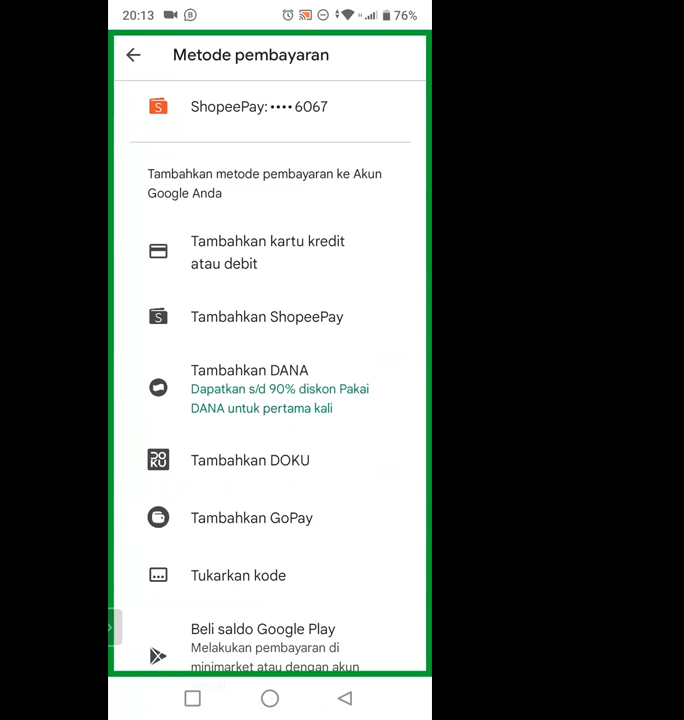 20:13
76%
Metode pembayaran
ShopeePay: •••• 6067
Tambahkan metode pembayaran ke Akun
Google Anda
Tambahkan kartu kredit
atau debit
Tambahkan ShopeePay
Tambahkan DANA
Dapatkan s/d 90% diskon Pakai
DANA untuk pertama kali
DOKU
Tambahkan DOKU
Tambahkan GoPay
Tukarkan kode
Beli saldo Google Play
Melakukan pembayaran di
minimarket atau dengan akun